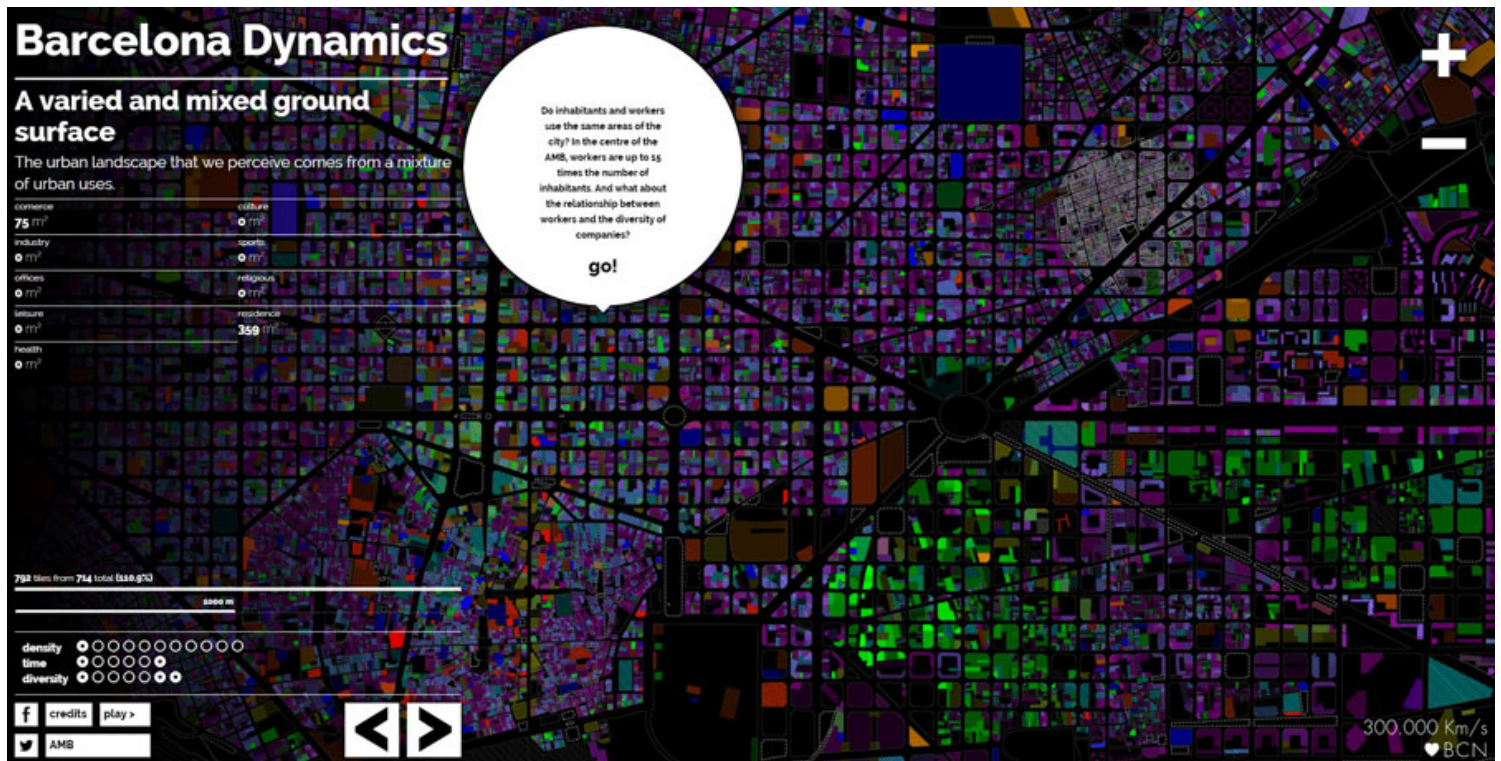 Barcelona Dynamics
A varied and mixed ground
surface
The urban landscape that we perceive comes from a mixture
of urban uses.
comerce
75 m²
culture
0 m²
industry
0 m²
sports
0 m²
offices
0 m²
religious
0 m²
leisure
0 m²
residence
359 m²
health
0 m²
Do inhabitants and workers
use the same areas of the
city? In the centre of the
AMB, workers are up to 15
times the number of
inhabitants. And what about
the relationship between
workers and the diversity of
companies?
go!
+
−
792 tiles from 714 total (110.9%)
1000 m
density
time
diversity
f
credits
play >
AMB
< >
300.000 Km/s
♥BCN